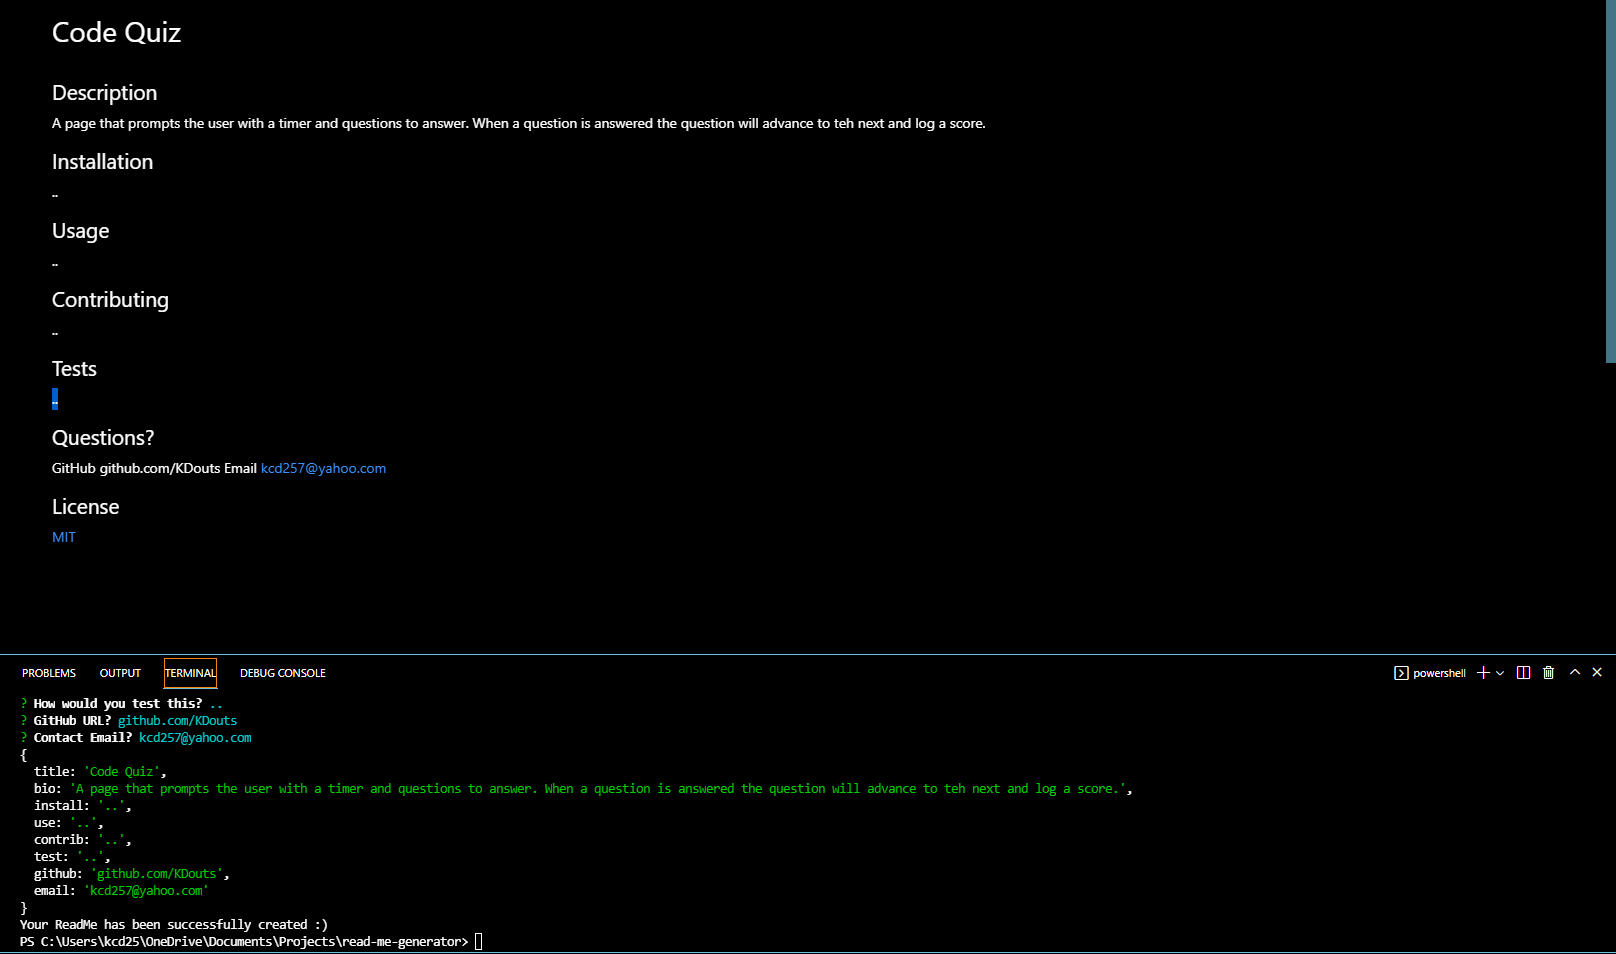 Code Quiz
Description
A page that prompts the user with a timer and questions to answer. When a question is answered the question will advance to teh next and log a score.
Installation
..
Usage
..
Contributing
..
Tests
..
Questions?
GitHub github.com/KDouts Email kcd257@yahoo.com
License
MIT
PROBLEMS OUTPUT TERMINAL DEBUG CONSOLE powershell
? How would you test this? ..
? GitHub URL? github.com/KDouts
? Contact Email? kcd257@yahoo.com
{
title: 'Code Quiz',
bio: 'A page that prompts the user with a timer and questions to answer. When a question is answered the question will advance to teh next and log a score.',
install: '..',
use: '..',
contrib: '..',
test: '..',
github: 'github.com/KDouts',
email: 'kcd257@yahoo.com'
}
Your ReadMe has been successfully created :)
PS C:\Users\kcd25\OneDrive\Documents\Projects\read-me-generator>